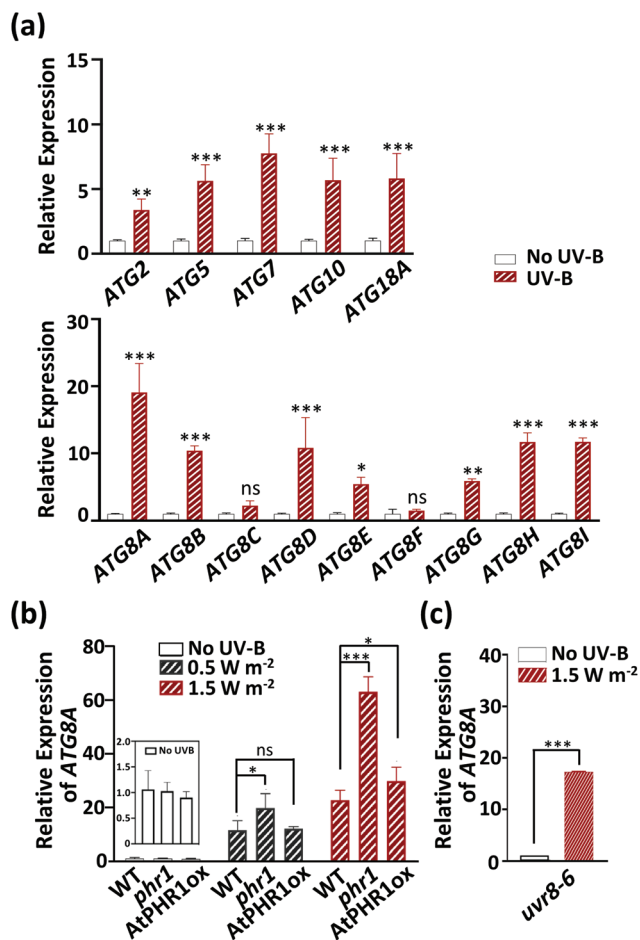 (a)
Relative Expression
15
10
5
0
** *** *** *** ***
ATG2 ATG5 ATG7 ATG10 ATG18A
No UV-B
UV-B
Relative Expression
30
20
10
0
*** *** ns *** * ns ** *** ***
ATG8A ATG8B ATG8C ATG8D ATG8E ATG8F ATG8G ATG8H ATG8I
(b)
Relative Expression
of ATG8A
80
60
40
20
0
No UV-B
0.5 W m-2
1.5 W m-2
2.0
1.5
1.0
0.5
0
No UVB
ns
*
*
***
WT phr1 AtPHR1ox WT phr1 AtPHR1ox WT phr1 AtPHR1ox
(c)
Relative Expression
of ATG8A
40
30
20
10
0
No UV-B
1.5 W m-2
***
uvr8-6